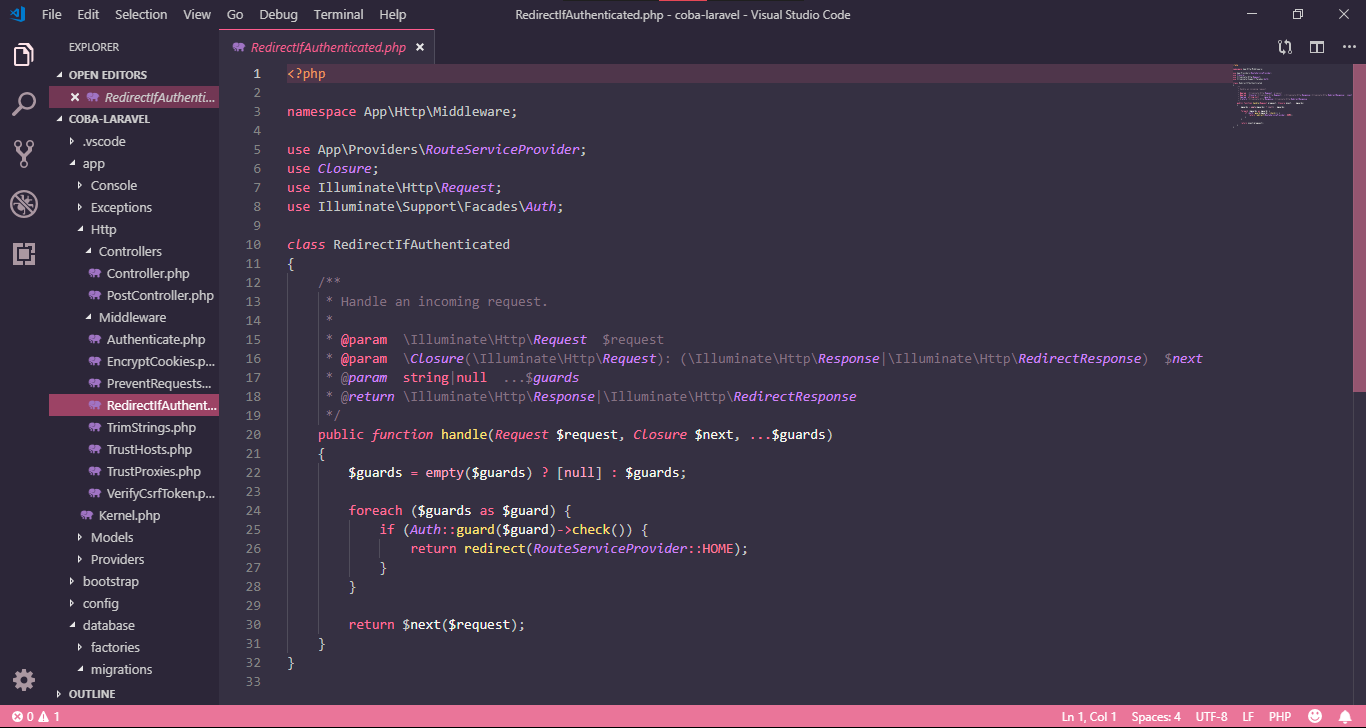 File Edit Selection View Go Debug Terminal Help
RedirectIfAuthenticated.php - coba-laravel - Visual Studio Code
EXPLORER
OPEN EDITORS
RedirectIfAuthenti...
COBA-LARAVEL
.vscode
app
Console
Exceptions
Http
Controllers
Controller.php
PostController.php
Middleware
Authenticate.php
EncryptCookies.p...
PreventRequests...
RedirectIfAuthent...
TrimStrings.php
TrustHosts.php
TrustProxies.php
VerifyCsrfToken.p...
Kernel.php
Models
Providers
bootstrap
config
database
factories
migrations
OUTLINE
RedirectIfAuthenticated.php
1 <?php
2
3 namespace App\Http\Middleware;
4
5 use App\Providers\RouteServiceProvider;
6 use Closure;
7 use Illuminate\Http\Request;
8 use Illuminate\Support\Facades\Auth;
9
10 class RedirectIfAuthenticated
11 {
12     /**
13      * Handle an incoming request.
14      *
15      * @param  \Illuminate\Http\Request  $request
16      * @param  \Closure(\Illuminate\Http\Request): (\Illuminate\Http\Response|\Illuminate\Http\RedirectResponse)  $next
17      * @param  string|null  ...$guards
18      * @return \Illuminate\Http\Response|\Illuminate\Http\RedirectResponse
19      */
20     public function handle(Request $request, Closure $next, ...$guards)
21     {
22         $guards = empty($guards) ? [null] : $guards;
23
24         foreach ($guards as $guard) {
25             if (Auth::guard($guard)->check()) {
26                 return redirect(RouteServiceProvider::HOME);
27             }
28         }
29
30         return $next($request);
31     }
32 }
33
0 1
Ln 1, Col 1 Spaces: 4 UTF-8 LF PHP